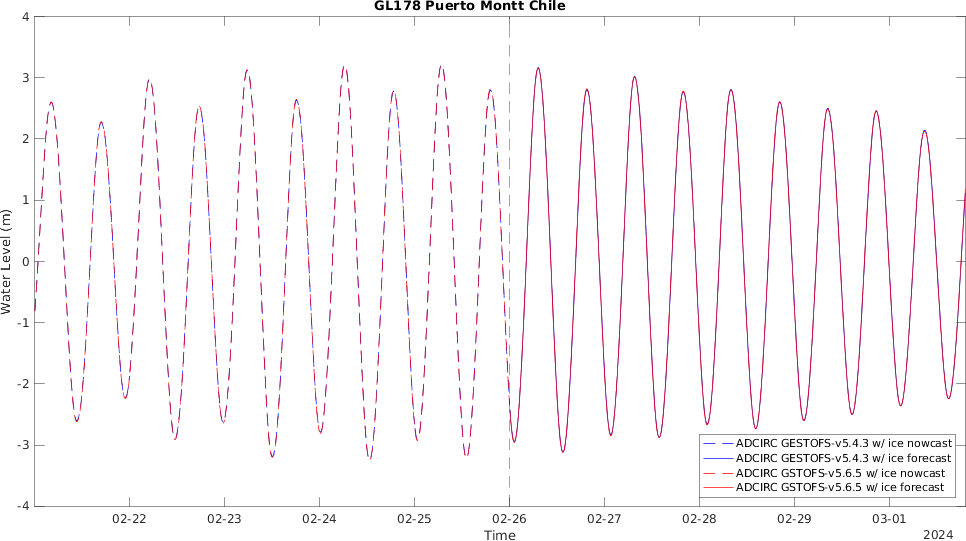 GL178 Puerto Montt Chile
4
3
2
1
0
-1
-2
-3
-4
Water Level (m)
ADCIRC GESTOFS-v5.4.3 w/ ice nowcast
ADCIRC GESTOFS-v5.4.3 w/ ice forecast
ADCIRC GSTOFS-v5.6.5 w/ ice nowcast
ADCIRC GSTOFS-v5.6.5 w/ ice forecast
02-22 02-23 02-24 02-25 02-26 02-27 02-28 02-29 03-01
Time
2024